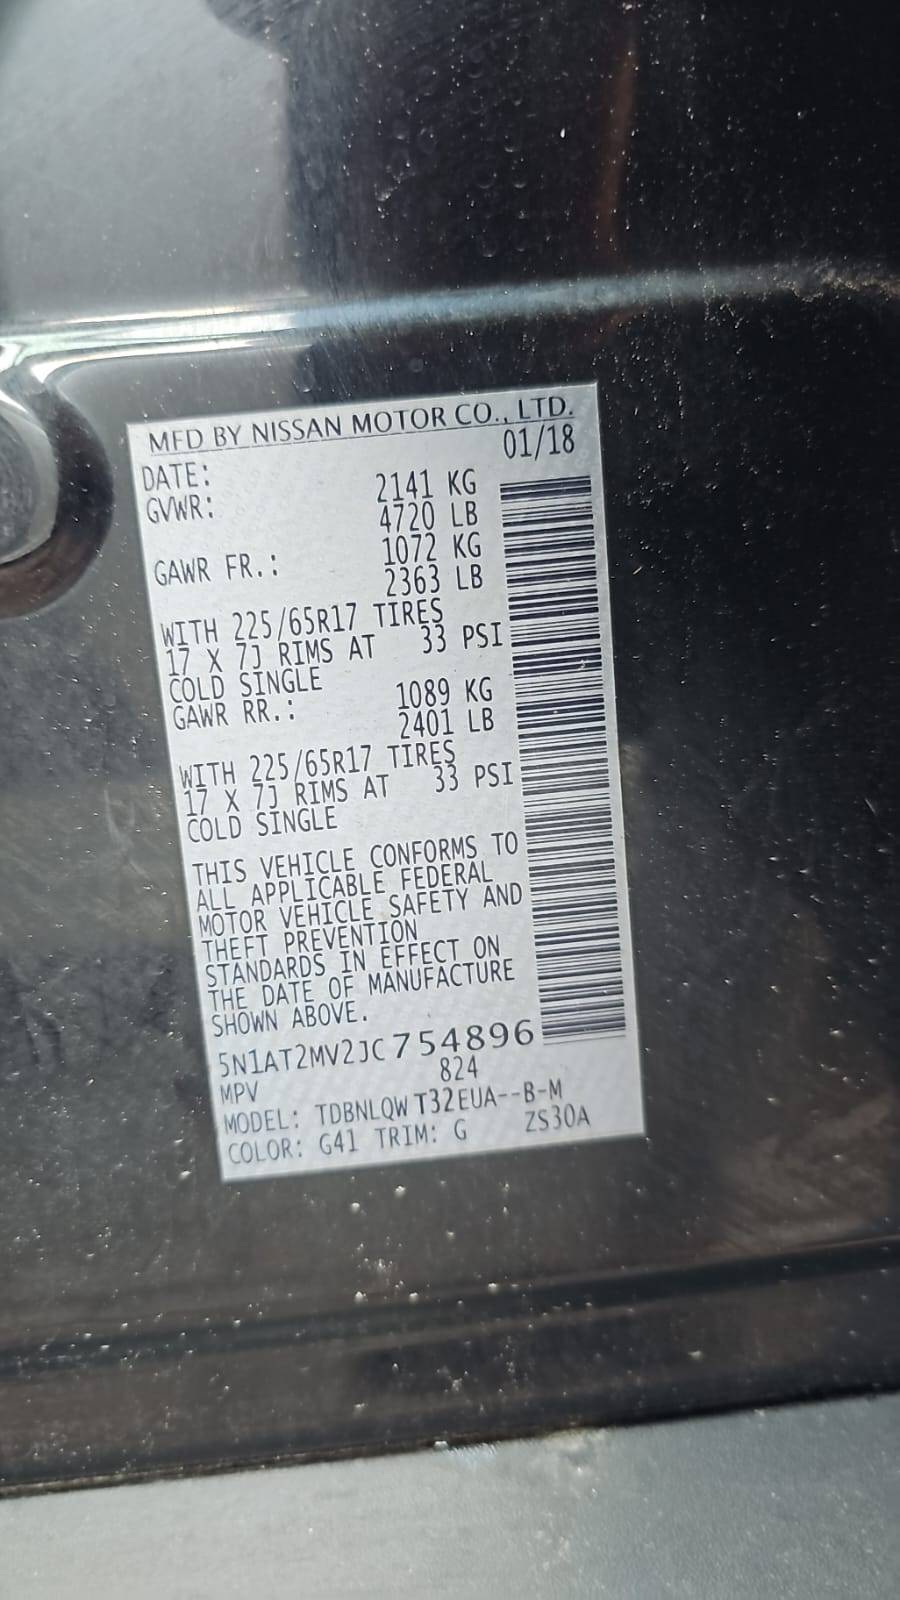 MFD BY NISSAN MOTOR CO., LTD.
DATE: 01/18
GVWR: 2141 KG
4720 LB
GAWR FR.: 1072 KG
2363 LB
WITH 225/65R17 TIRES
17 X 7J RIMS AT 33 PSI
COLD SINGLE
GAWR RR.: 1089 KG
2401 LB
WITH 225/65R17 TIRES
17 X 7J RIMS AT 33 PSI
COLD SINGLE
THIS VEHICLE CONFORMS TO
ALL APPLICABLE FEDERAL
MOTOR VEHICLE SAFETY AND
THEFT PREVENTION
STANDARDS IN EFFECT ON
THE DATE OF MANUFACTURE
SHOWN ABOVE.
5N1AT2MV2JC754896
MPV 824
MODEL: TDBNLQW T32EUA--B-M
COLOR: G41 TRIM: G ZS30A